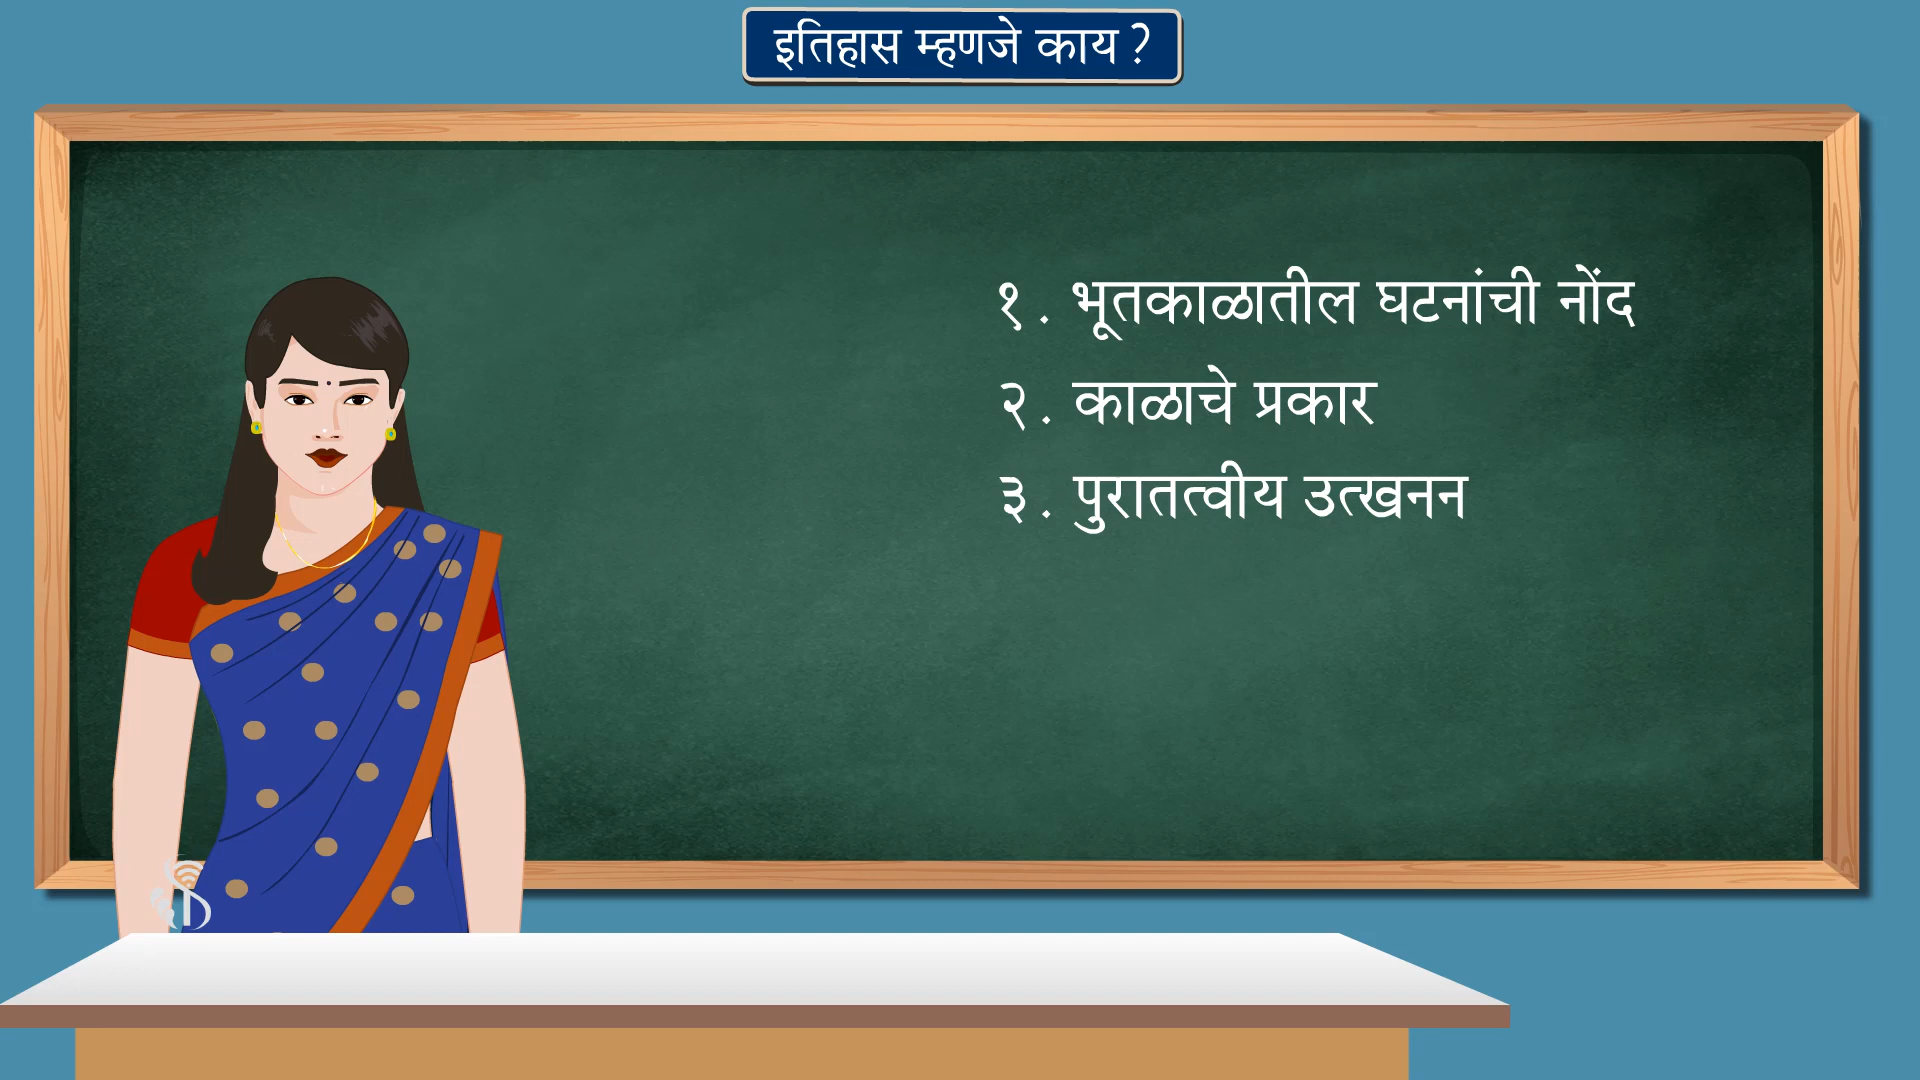 इतिहास म्हणजे काय ?
१. भूतकाळातील घटनांची नोंद
२. काळाचे प्रकार
३. पुरातत्वीय उत्खनन